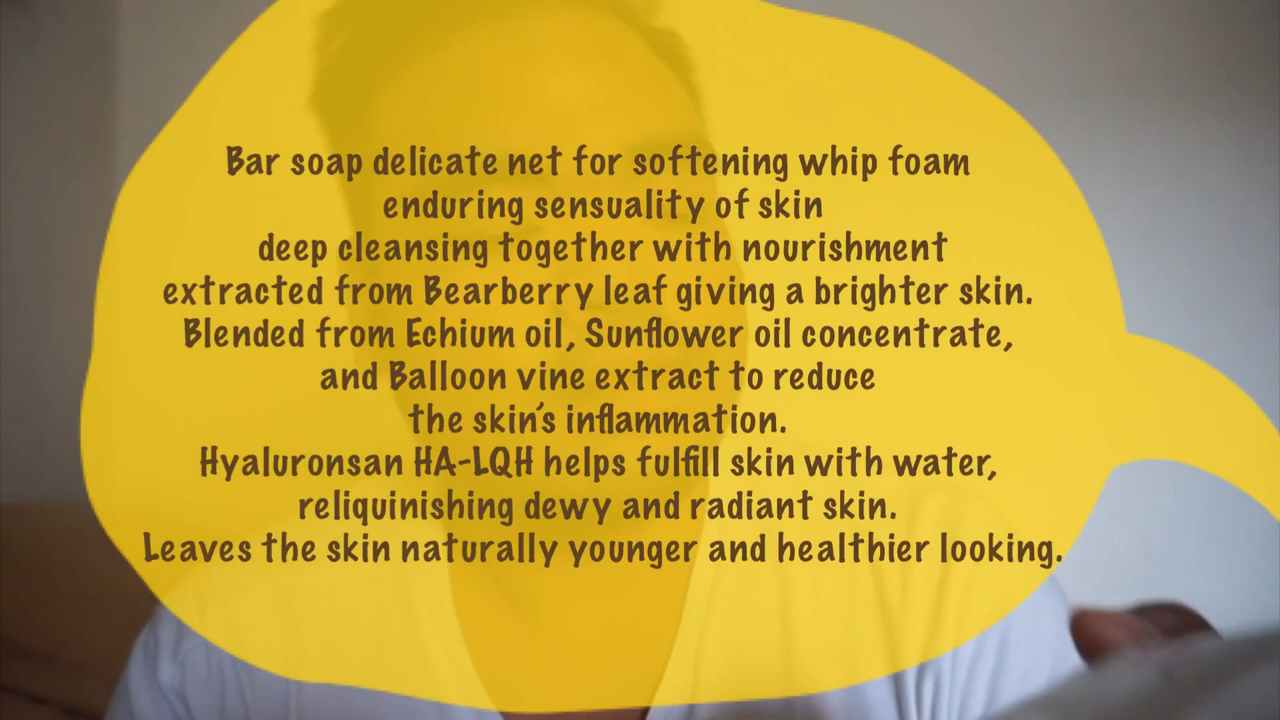 Bar soap delicate net for softening whip foam
enduring sensuality of skin
deep cleansing together with nourishment
extracted from Bearberry leaf giving a brighter skin.
Blended from Echium oil, Sunflower oil concentrate,
and Balloon vine extract to reduce
the skin's inflammation.
Hyaluronsan HA-LQH helps fulfill skin with water,
reliquinishing dewy and radiant skin.
Leaves the skin naturally younger and healthier looking.